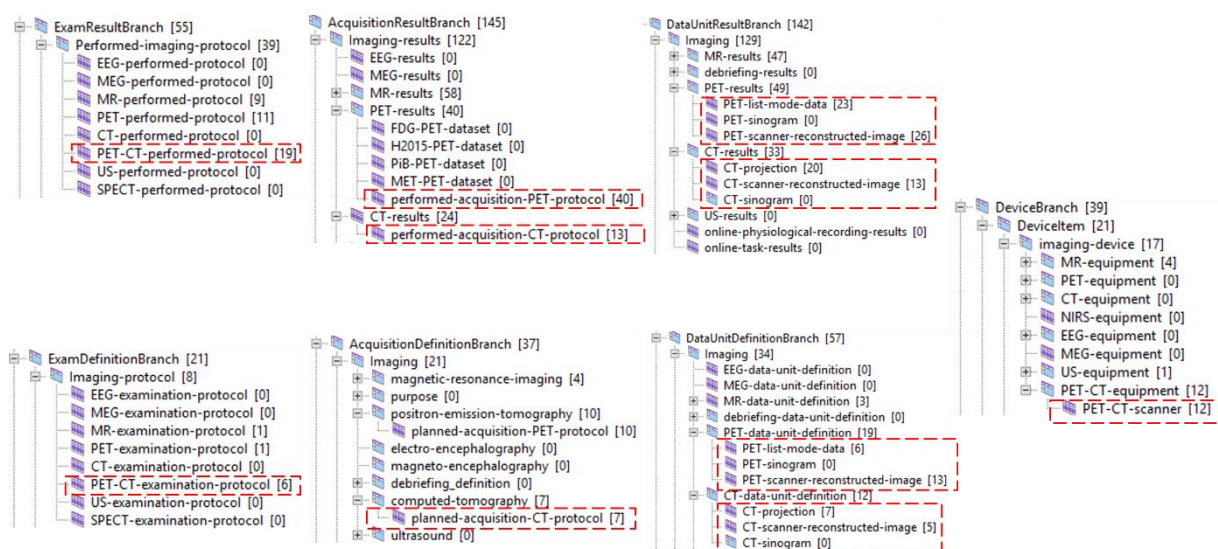 ExamResultBranch [55]
Performed-imaging-protocol [39]
EEG-performed-protocol [0]
MEG-performed-protocol [0]
MR-performed-protocol [9]
PET-performed-protocol [11]
CT-performed-protocol [0]
PET-CT-performed-protocol [19]
US-performed-protocol [0]
SPECT-performed-protocol [0]
AcquisitionResultBranch [145]
Imaging-results [122]
EEG-results [0]
MEG-results [0]
MR-results [58]
PET-results [40]
FDG-PET-dataset [0]
H2015-PET-dataset [0]
PiB-PET-dataset [0]
MET-PET-dataset [0]
performed-acquisition-PET-protocol [40]
CT-results [24]
performed-acquisition-CT-protocol [13]
DataUnitResultBranch [142]
Imaging [129]
MR-results [47]
debriefing-results [0]
PET-results [49]
PET-list-mode-data [23]
PET-sinogram [0]
PET-scanner-reconstructed-image [26]
CT-results [33]
CT-projection [20]
CT-scanner-reconstructed-image [13]
CT-sinogram [0]
US-results [0]
online-physiological-recording-results [0]
online-task-results [0]
DeviceBranch [39]
DeviceItem [21]
imaging-device [17]
MR-equipment [4]
PET-equipment [0]
CT-equipment [0]
NIRS-equipment [0]
EEG-equipment [0]
MEG-equipment [0]
US-equipment [1]
PET-CT-equipment [12]
PET-CT-scanner [12]
ExamDefinitionBranch [21]
Imaging-protocol [8]
EEG-examination-protocol [0]
MEG-examination-protocol [0]
MR-examination-protocol [1]
PET-examination-protocol [1]
CT-examination-protocol [0]
PET-CT-examination-protocol [6]
US-examination-protocol [0]
SPECT-examination-protocol [0]
AcquisitionDefinitionBranch [37]
Imaging [21]
magnetic-resonance-imaging [4]
purpose [0]
positron-emission-tomography [10]
planned-acquisition-PET-protocol [10]
electro-encephalography [0]
magneto-encephalography [0]
debriefing_definition [0]
computed-tomography [7]
planned-acquisition-CT-protocol [7]
ultrasound [0]
DataUnitDefinitionBranch [57]
Imaging [34]
EEG-data-unit-definition [0]
MEG-data-unit-definition [0]
MR-data-unit-definition [3]
debriefing-data-unit-definition [0]
PET-data-unit-definition [19]
PET-list-mode-data [6]
PET-sinogram [0]
PET-scanner-reconstructed-image [13]
CT-data-unit-definition [12]
CT-projection [7]
CT-scanner-reconstructed-image [5]
CT-sinogram [0]